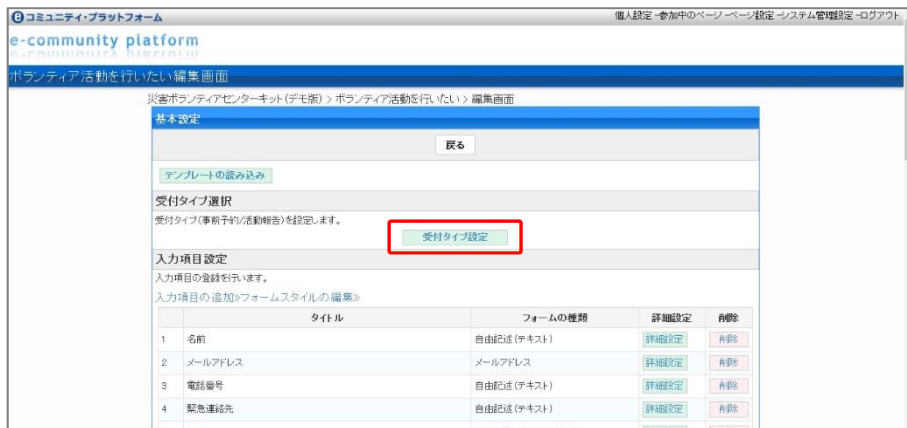 eコミュニティ・プラットフォーム
個人設定 -参加中のページ -ページ設定 -システム管理設定 -ログアウト
e-community platform
ボランティア活動を行いたい編集画面
災害ボランティアセンターキット(デモ版) > ボランティア活動を行いたい > 編集画面
基本設定
戻る
テンプレートの読み込み
受付タイプ選択
受付タイプ(事前予約/活動報告)を設定します。
受付タイプ設定
入力項目設定
入力項目の登録を行います。
入力項目の追加»フォームスタイルの編集»
タイトル フォームの種類 詳細設定 削除
1 名前 自由記述(テキスト) 詳細設定 削除
2 メールアドレス メールアドレス 詳細設定 削除
3 電話番号 自由記述(テキスト) 詳細設定 削除
4 緊急連絡先 自由記述(テキスト) 詳細設定 削除